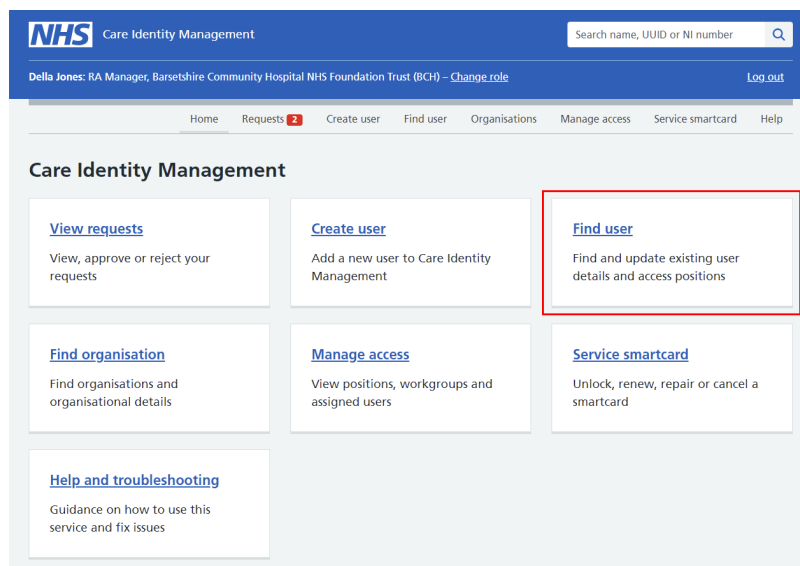 NHS Care Identity Management
Search name, UUID or NI number
Della Jones: RA Manager, Barsetshire Community Hospital NHS Foundation Trust (BCH) – Change role
Log out
Home Requests 2 Create user Find user Organisations Manage access Service smartcard Help
Care Identity Management
View requests
View, approve or reject your
requests
Create user
Add a new user to Care Identity
Management
Find user
Find and update existing user
details and access positions
Find organisation
Find organisations and
organisational details
Manage access
View positions, workgroups and
assigned users
Service smartcard
Unlock, renew, repair or cancel a
smartcard
Help and troubleshooting
Guidance on how to use this
service and fix issues